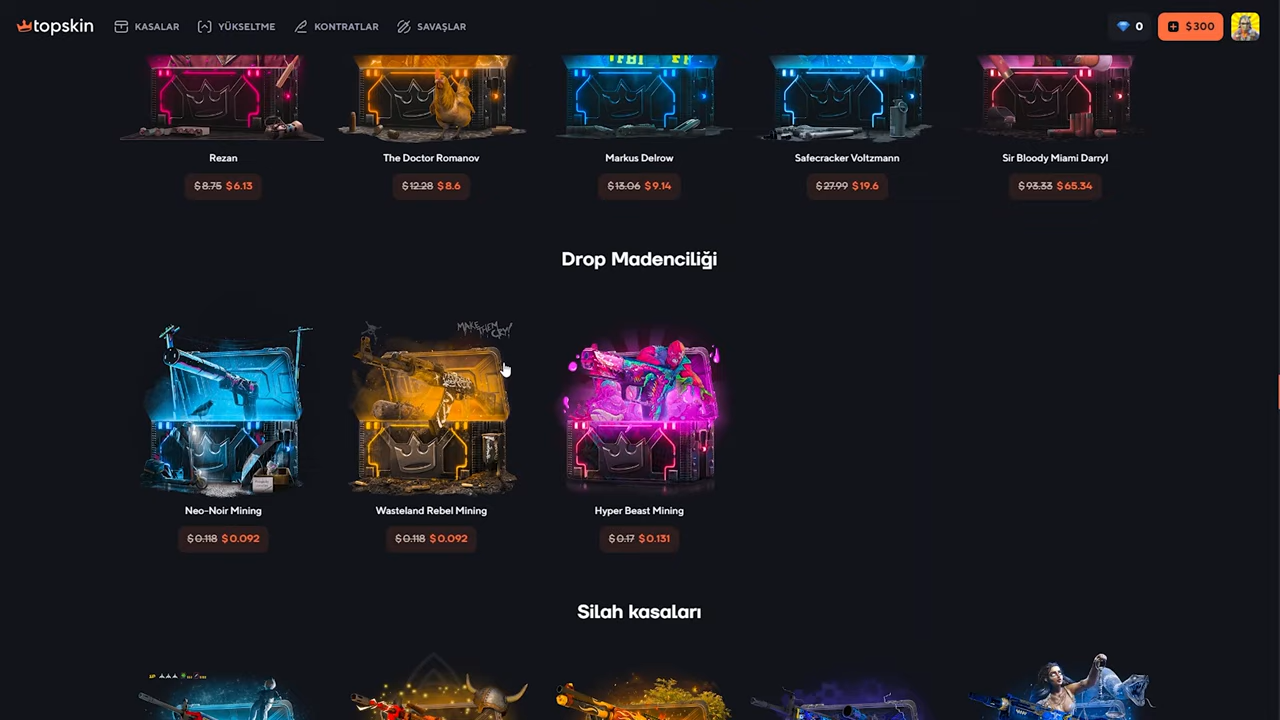 topskin
KASALAR
YÜKSELTME
KONTRATLAR
SAVAŞLAR
0
$300
Rezan
The Doctor Romanov
Markus Delrow
Safecracker Voltzmann
Sir Bloody Miami Darryl
$8.75 $6.13
$12.28 $8.6
$13.06 $9.14
$27.99 $19.6
$93.33 $65.34
Drop Madenciliği
MAKE THEM CRY!
Neo-Noir Mining
Wasteland Rebel Mining
Hyper Beast Mining
$0.118 $0.092
$0.118 $0.092
$0.17 $0.131
Silah kasaları